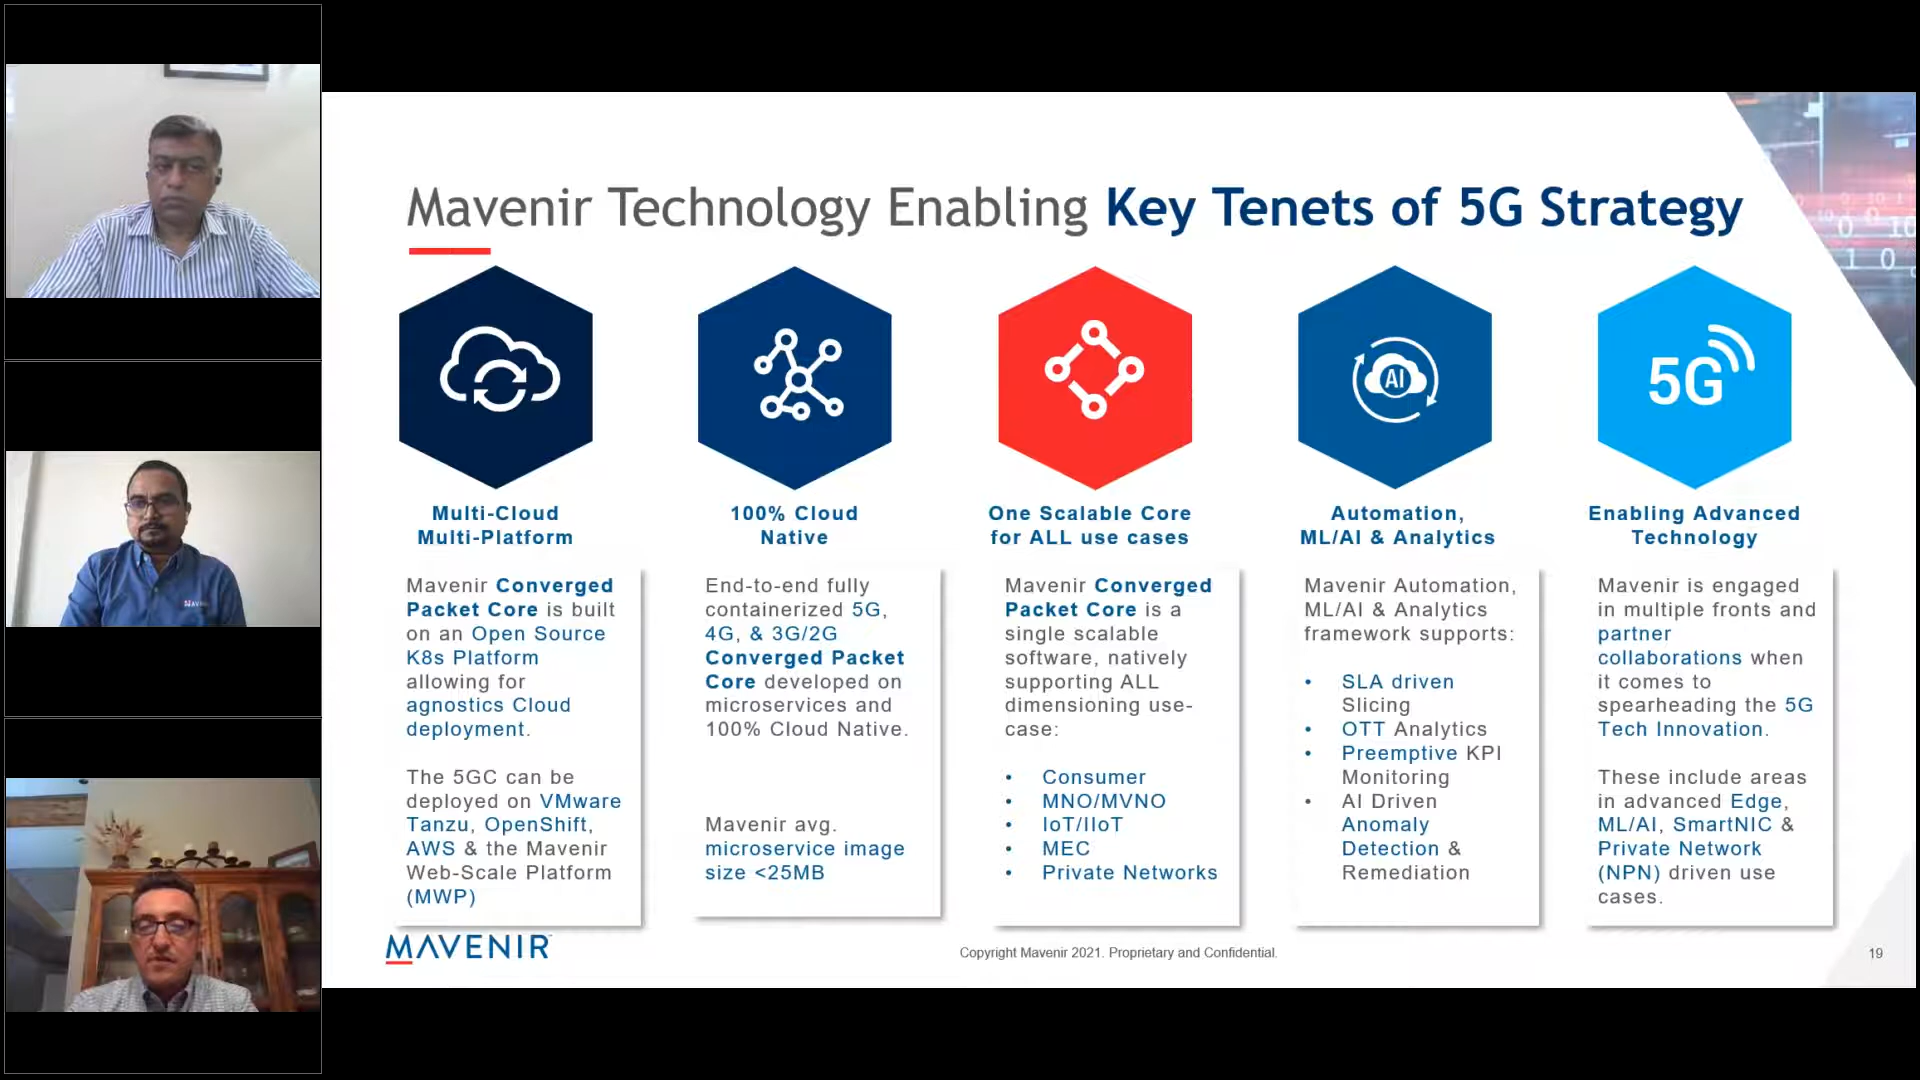 Mavenir Technology Enabling Key Tenets of 5G Strategy
AI
5G
Multi-Cloud
Multi-Platform
Mavenir Converged
Packet Core is built
on an Open Source
K8s Platform
allowing for
agnostics Cloud
deployment.
The 5GC can be
deployed on VMware
Tanzu, OpenShift,
AWS & the Mavenir
Web-Scale Platform
(MWP)
100% Cloud
Native
End-to-end fully
containerized 5G,
4G, & 3G/2G
Converged Packet
Core developed on
microservices and
100% Cloud Native.
Mavenir avg.
microservice image
size <25MB
One Scalable Core
for ALL use cases
Mavenir Converged
Packet Core is a
single scalable
software, natively
supporting ALL
dimensioning use-
case:
• Consumer
• MNO/MVNO
• IoT/IIoT
• MEC
• Private Networks
Automation,
ML/AI & Analytics
Mavenir Automation,
ML/AI & Analytics
framework supports:
• SLA driven
Slicing
• OTT Analytics
• Preemptive KPI
Monitoring
• AI Driven
Anomaly
Detection &
Remediation
Enabling Advanced
Technology
Mavenir is engaged
in multiple fronts and
partner
collaborations when
it comes to
spearheading the 5G
Tech Innovation.
These include areas
in advanced Edge,
ML/AI, SmartNIC &
Private Network
(NPN) driven use
cases.
MAVENIR
Copyright Mavenir 2021. Proprietary and Confidential.
19